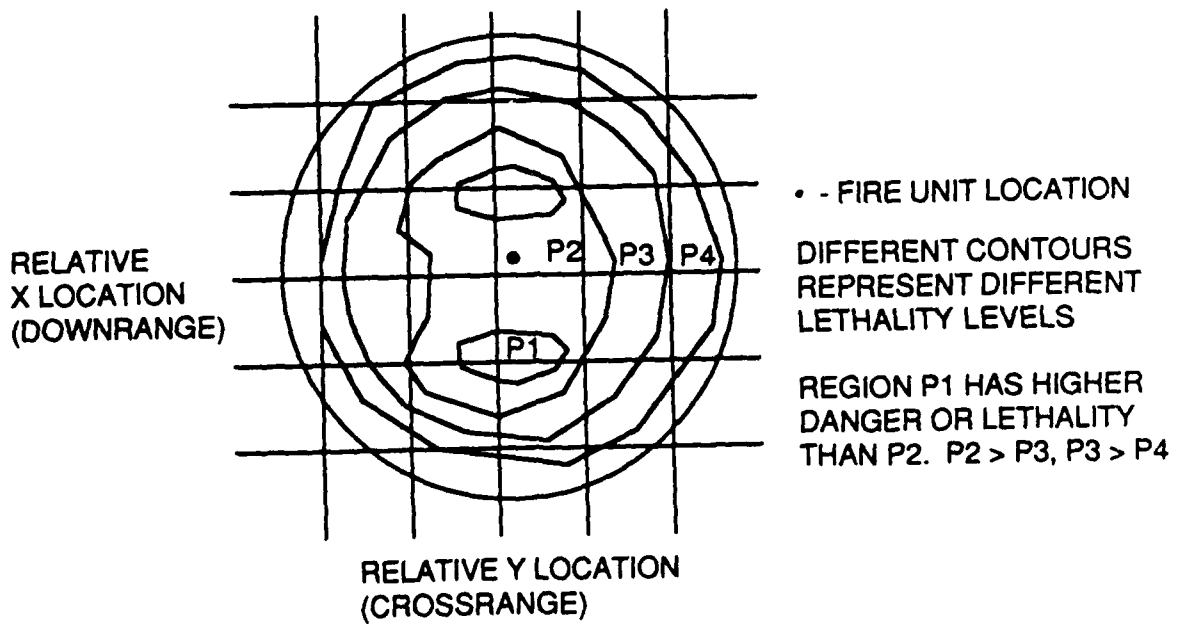 • - FIRE UNIT LOCATION
P2 P3 P4
RELATIVE
X LOCATION
(DOWNRANGE)
DIFFERENT CONTOURS
REPRESENT DIFFERENT
LETHALITY LEVELS
P1
REGION P1 HAS HIGHER
DANGER OR LETHALITY
THAN P2. P2 > P3, P3 > P4
RELATIVE Y LOCATION
(CROSSRANGE)